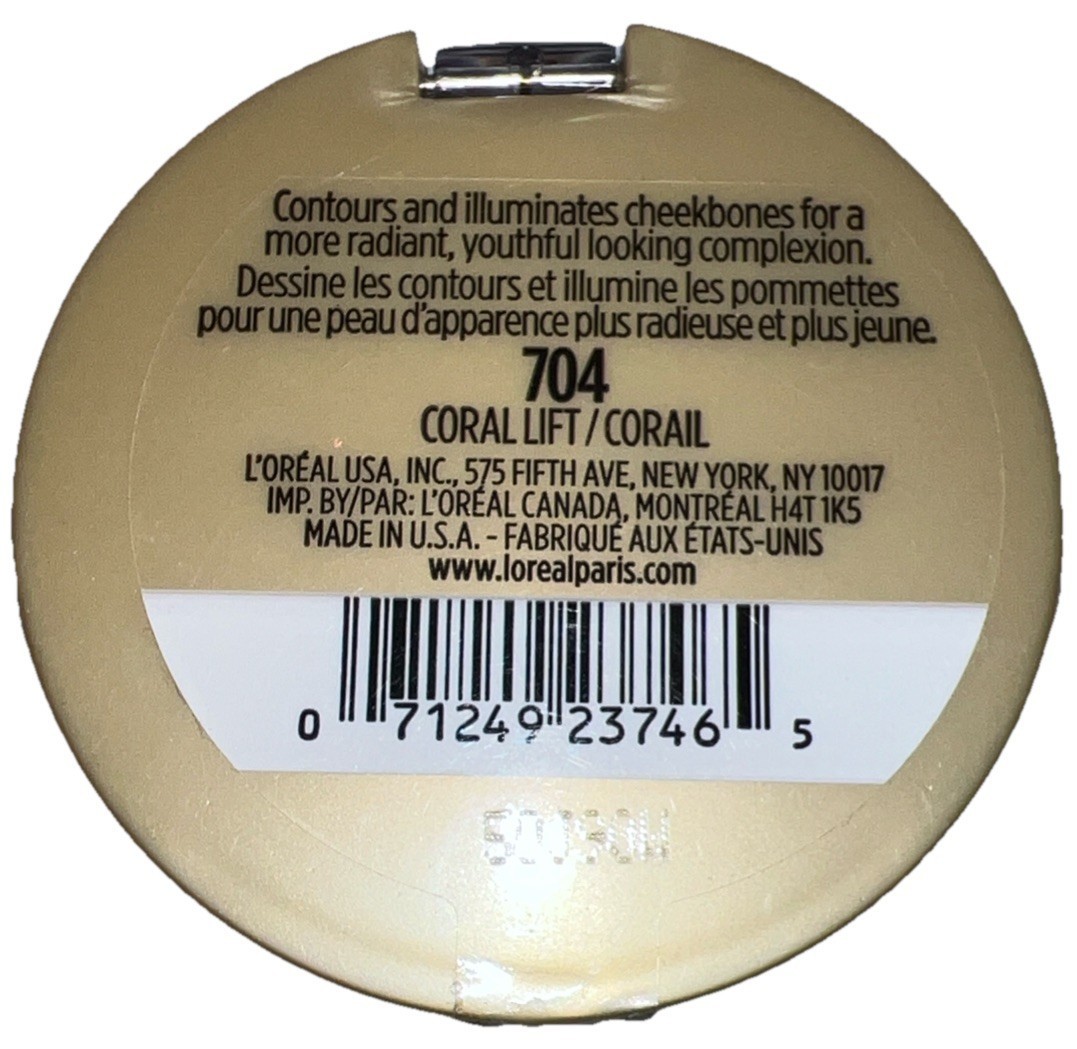 Contours and illuminates cheekbones for a
more radiant, youthful looking complexion.
Dessine les contours et illumine les pommettes
pour une peau d'apparence plus radieuse et plus jeune.
704
CORAL LIFT / CORAIL
L'ORÉAL USA, INC., 575 FIFTH AVE, NEW YORK, NY 10017
IMP. BY/PAR: L'ORÉAL CANADA, MONTRÉAL H4T 1K5
MADE IN U.S.A. - FABRIQUÉ AUX ÉTATS-UNIS
www.lorealparis.com
0 71249 23746 5